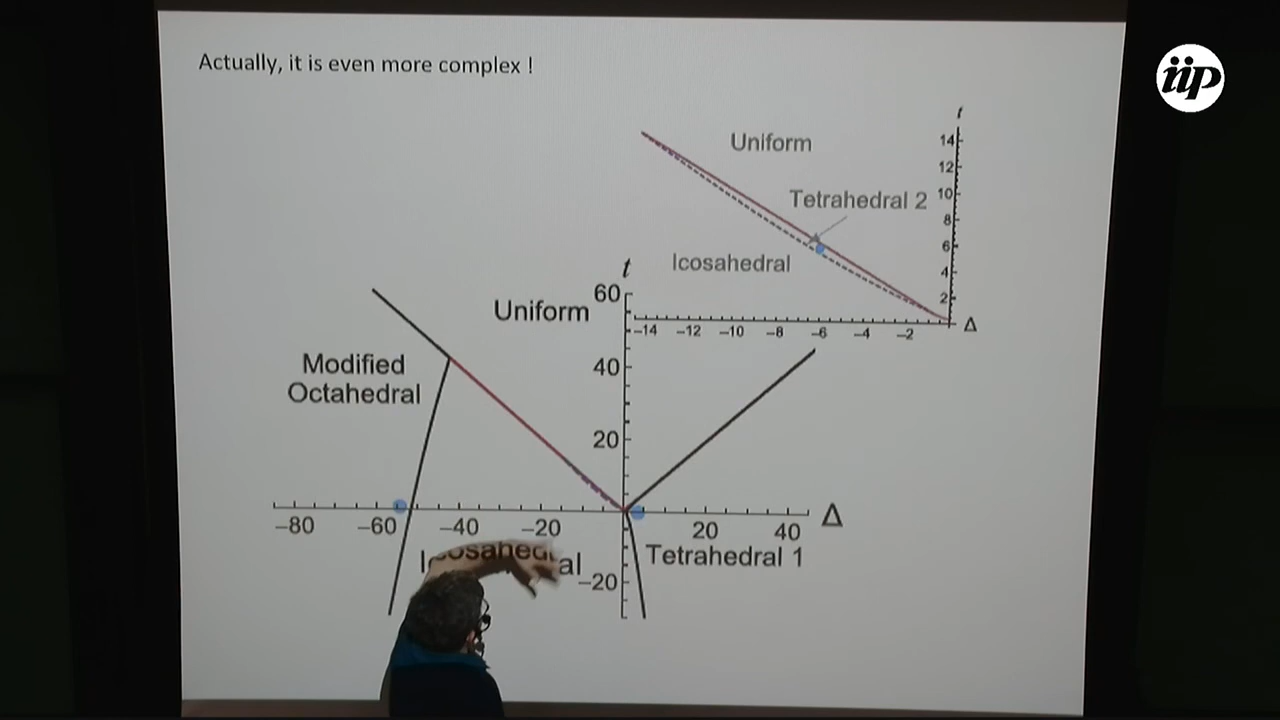 Actually, it is even more complex !
iip
t
14
Uniform
12
Tetrahedral 2
10
8
6
Icosahedral
4
2
−14 −12 −10 −8 −6 −4 −2 Δ
t
Uniform 60
Modified
Octahedral
40
20
−80 −60 −40 −20 20 40 Δ
Icosahedral
−20
Tetrahedral 1